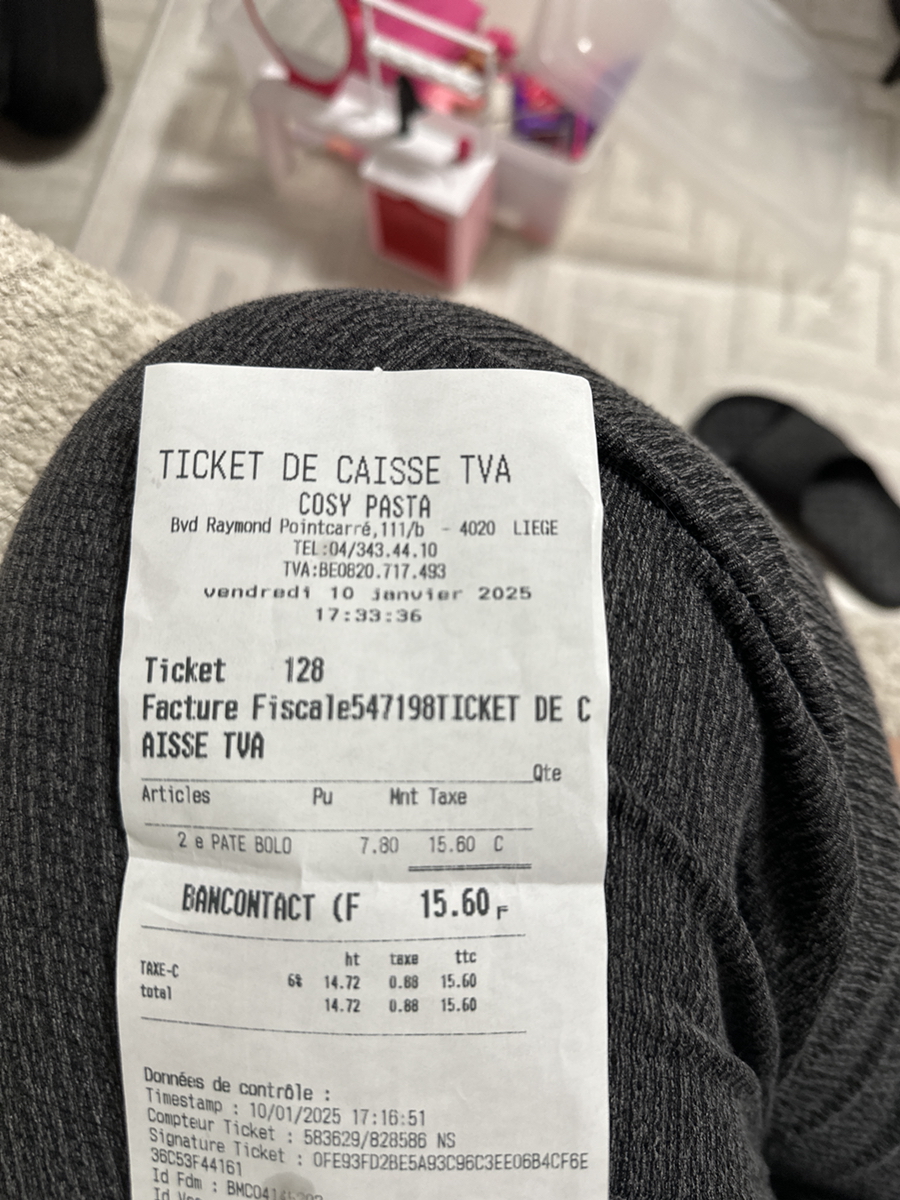 TICKET DE CAISSE TVA
COSY PASTA
Bvd Raymond Pointcarré,111/b - 4020 LIEGE
TEL:04/343.44.10
TVA:BE0820.717.493
vendredi 10 janvier 2025
17:33:36
Ticket 128
Facture Fiscale547198TICKET DE C
AISSE TVA
Qte
Articles Pu Mnt Taxe
2 e PATE BOLO 7.80 15.60 C
BANCONTACT (F 15.60 F
ht taxe ttc
TAXE-C 6% 14.72 0.88 15.60
total 14.72 0.88 15.60
Données de contrôle :
Timestamp : 10/01/2025 17:16:51
Compteur Ticket : 583629/828586 NS
Signature Ticket : 0FE93FD2BE5A93C96C3EE06B4CF6E
36C53F44161
Id Fdm :
Id